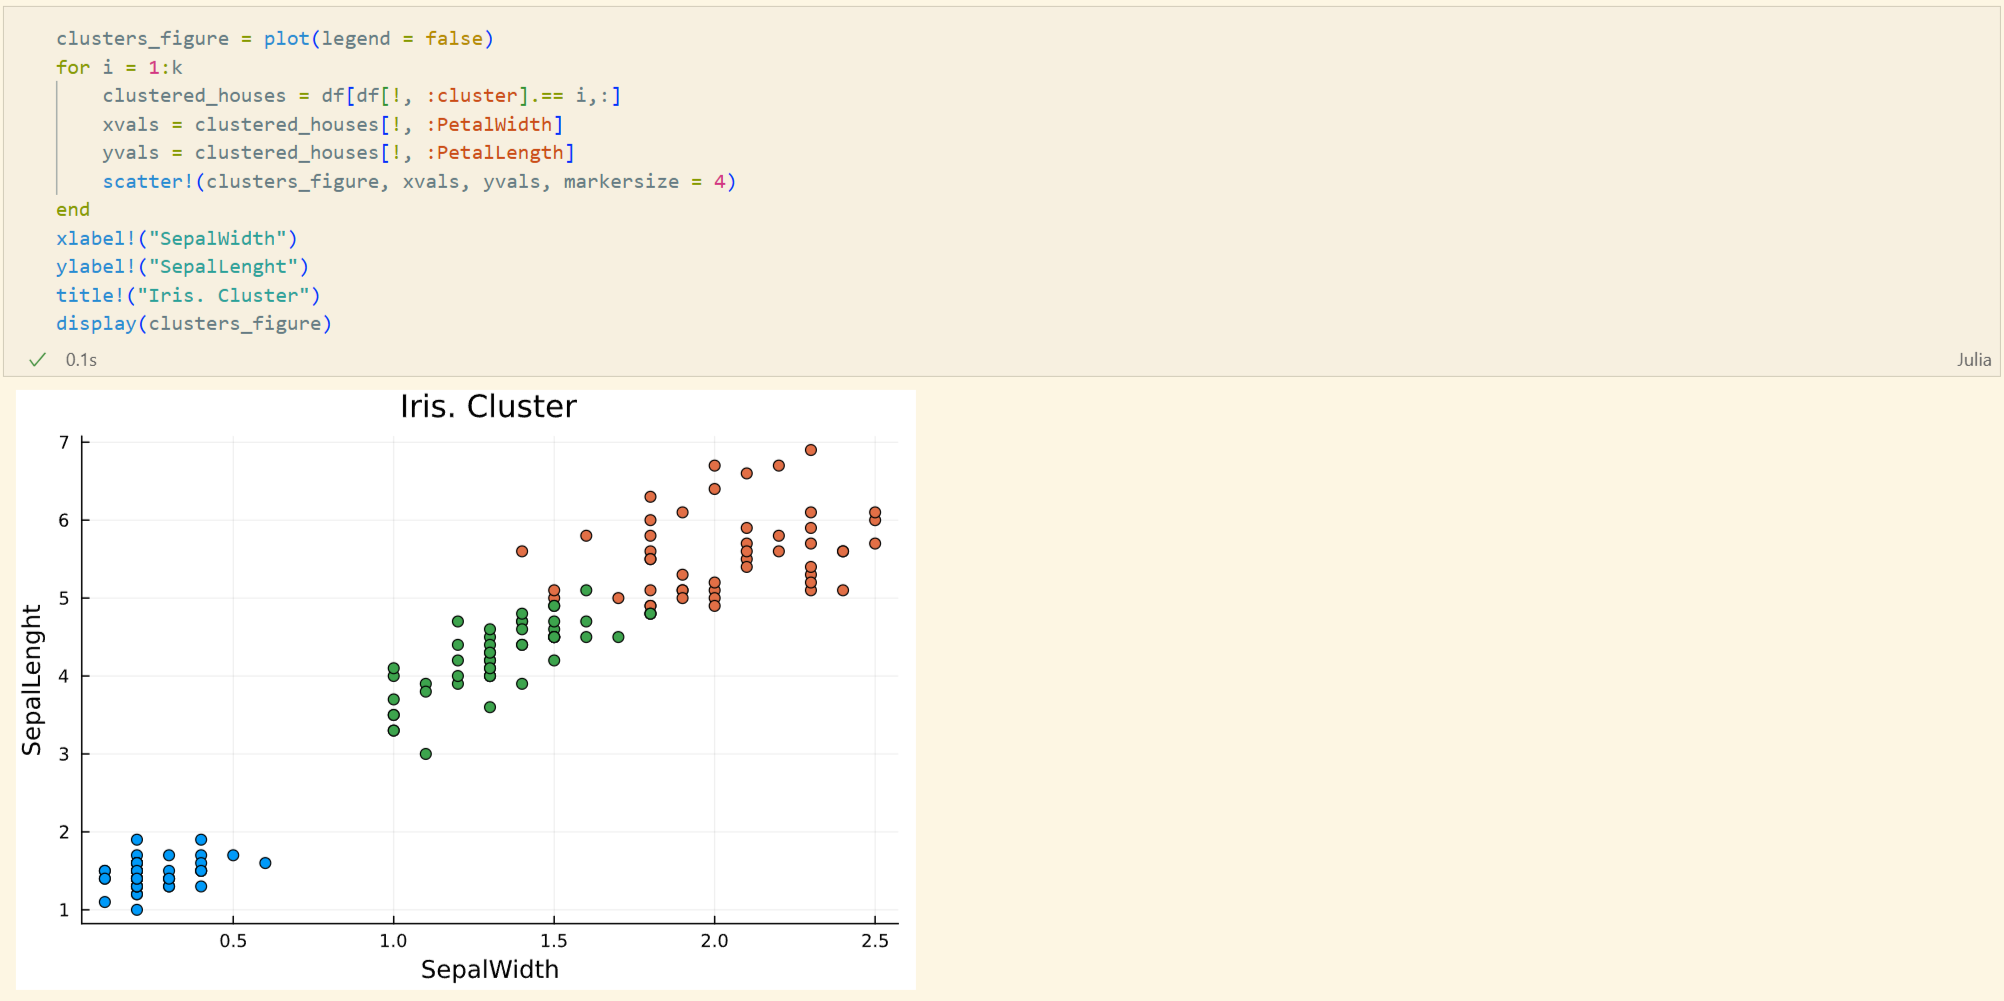 clusters_figure = plot(legend = false)
for i = 1:k
clustered_houses = df[df[!, :cluster].== i,:]
xvals = clustered_houses[!, :PetalWidth]
yvals = clustered_houses[!, :PetalLength]
scatter!(clusters_figure, xvals, yvals, markersize = 4)
end
xlabel!("SepalWidth")
ylabel!("SepalLenght")
title!("Iris. Cluster")
display(clusters_figure)
0.1s
Julia
Iris. Cluster
7
6
5
4
3
2
1
SepalLenght
0.5 1.0 1.5 2.0 2.5
SepalWidth